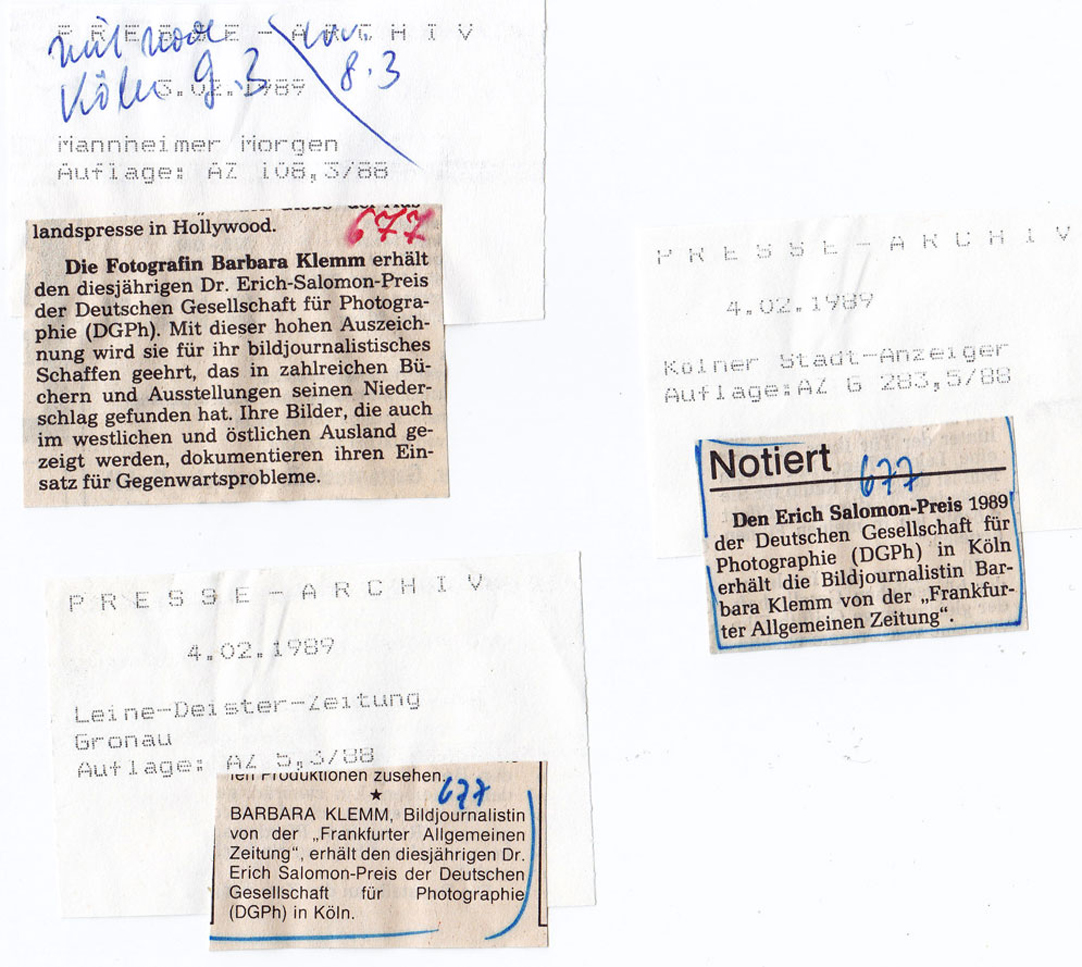 PRESSE-ARCHIV
Köln 9.3
8.3
3.02.1989
Mannheimer Morgen
Auflage: AZ 108,3/88
landspresse in Hollywood.
677
Die Fotografin Barbara Klemm erhält
den diesjährigen Dr. Erich-Salomon-Preis
der Deutschen Gesellschaft für Photogra-
phie (DGPh). Mit dieser hohen Auszeich-
nung wird sie für ihr bildjournalistisches
Schaffen geehrt, das in zahlreichen Bü-
chern und Ausstellungen seinen Nieder-
schlag gefunden hat. Ihre Bilder, die auch
im westlichen und östlichen Ausland ge-
zeigt werden, dokumentieren ihren Ein-
satz für Gegenwartsprobleme.
PRESSE-ARCHIV
4.02.1989
Kölner Stadt-Anzeiger
Auflage:AZ G 283,5/88
Notiert
677
Den Erich Salomon-Preis 1989
der Deutschen Gesellschaft für
Photographie (DGPh) in Köln
erhält die Bildjournalistin Bar-
bara Klemm von der „Frankfur-
ter Allgemeinen Zeitung“.
PRESSE-ARCHIV
4.02.1989
Leine-Deister-Zeitung
Gronau
Auflage: AZ 5,3/88
len Produktionen zusehen.
677
BARBARA KLEMM, Bildjournalistin
von der „Frankfurter Allgemeinen
Zeitung“, erhält den diesjährigen Dr.
Erich Salomon-Preis der Deutschen
Gesellschaft für Photographie
(DGPh) in Köln.